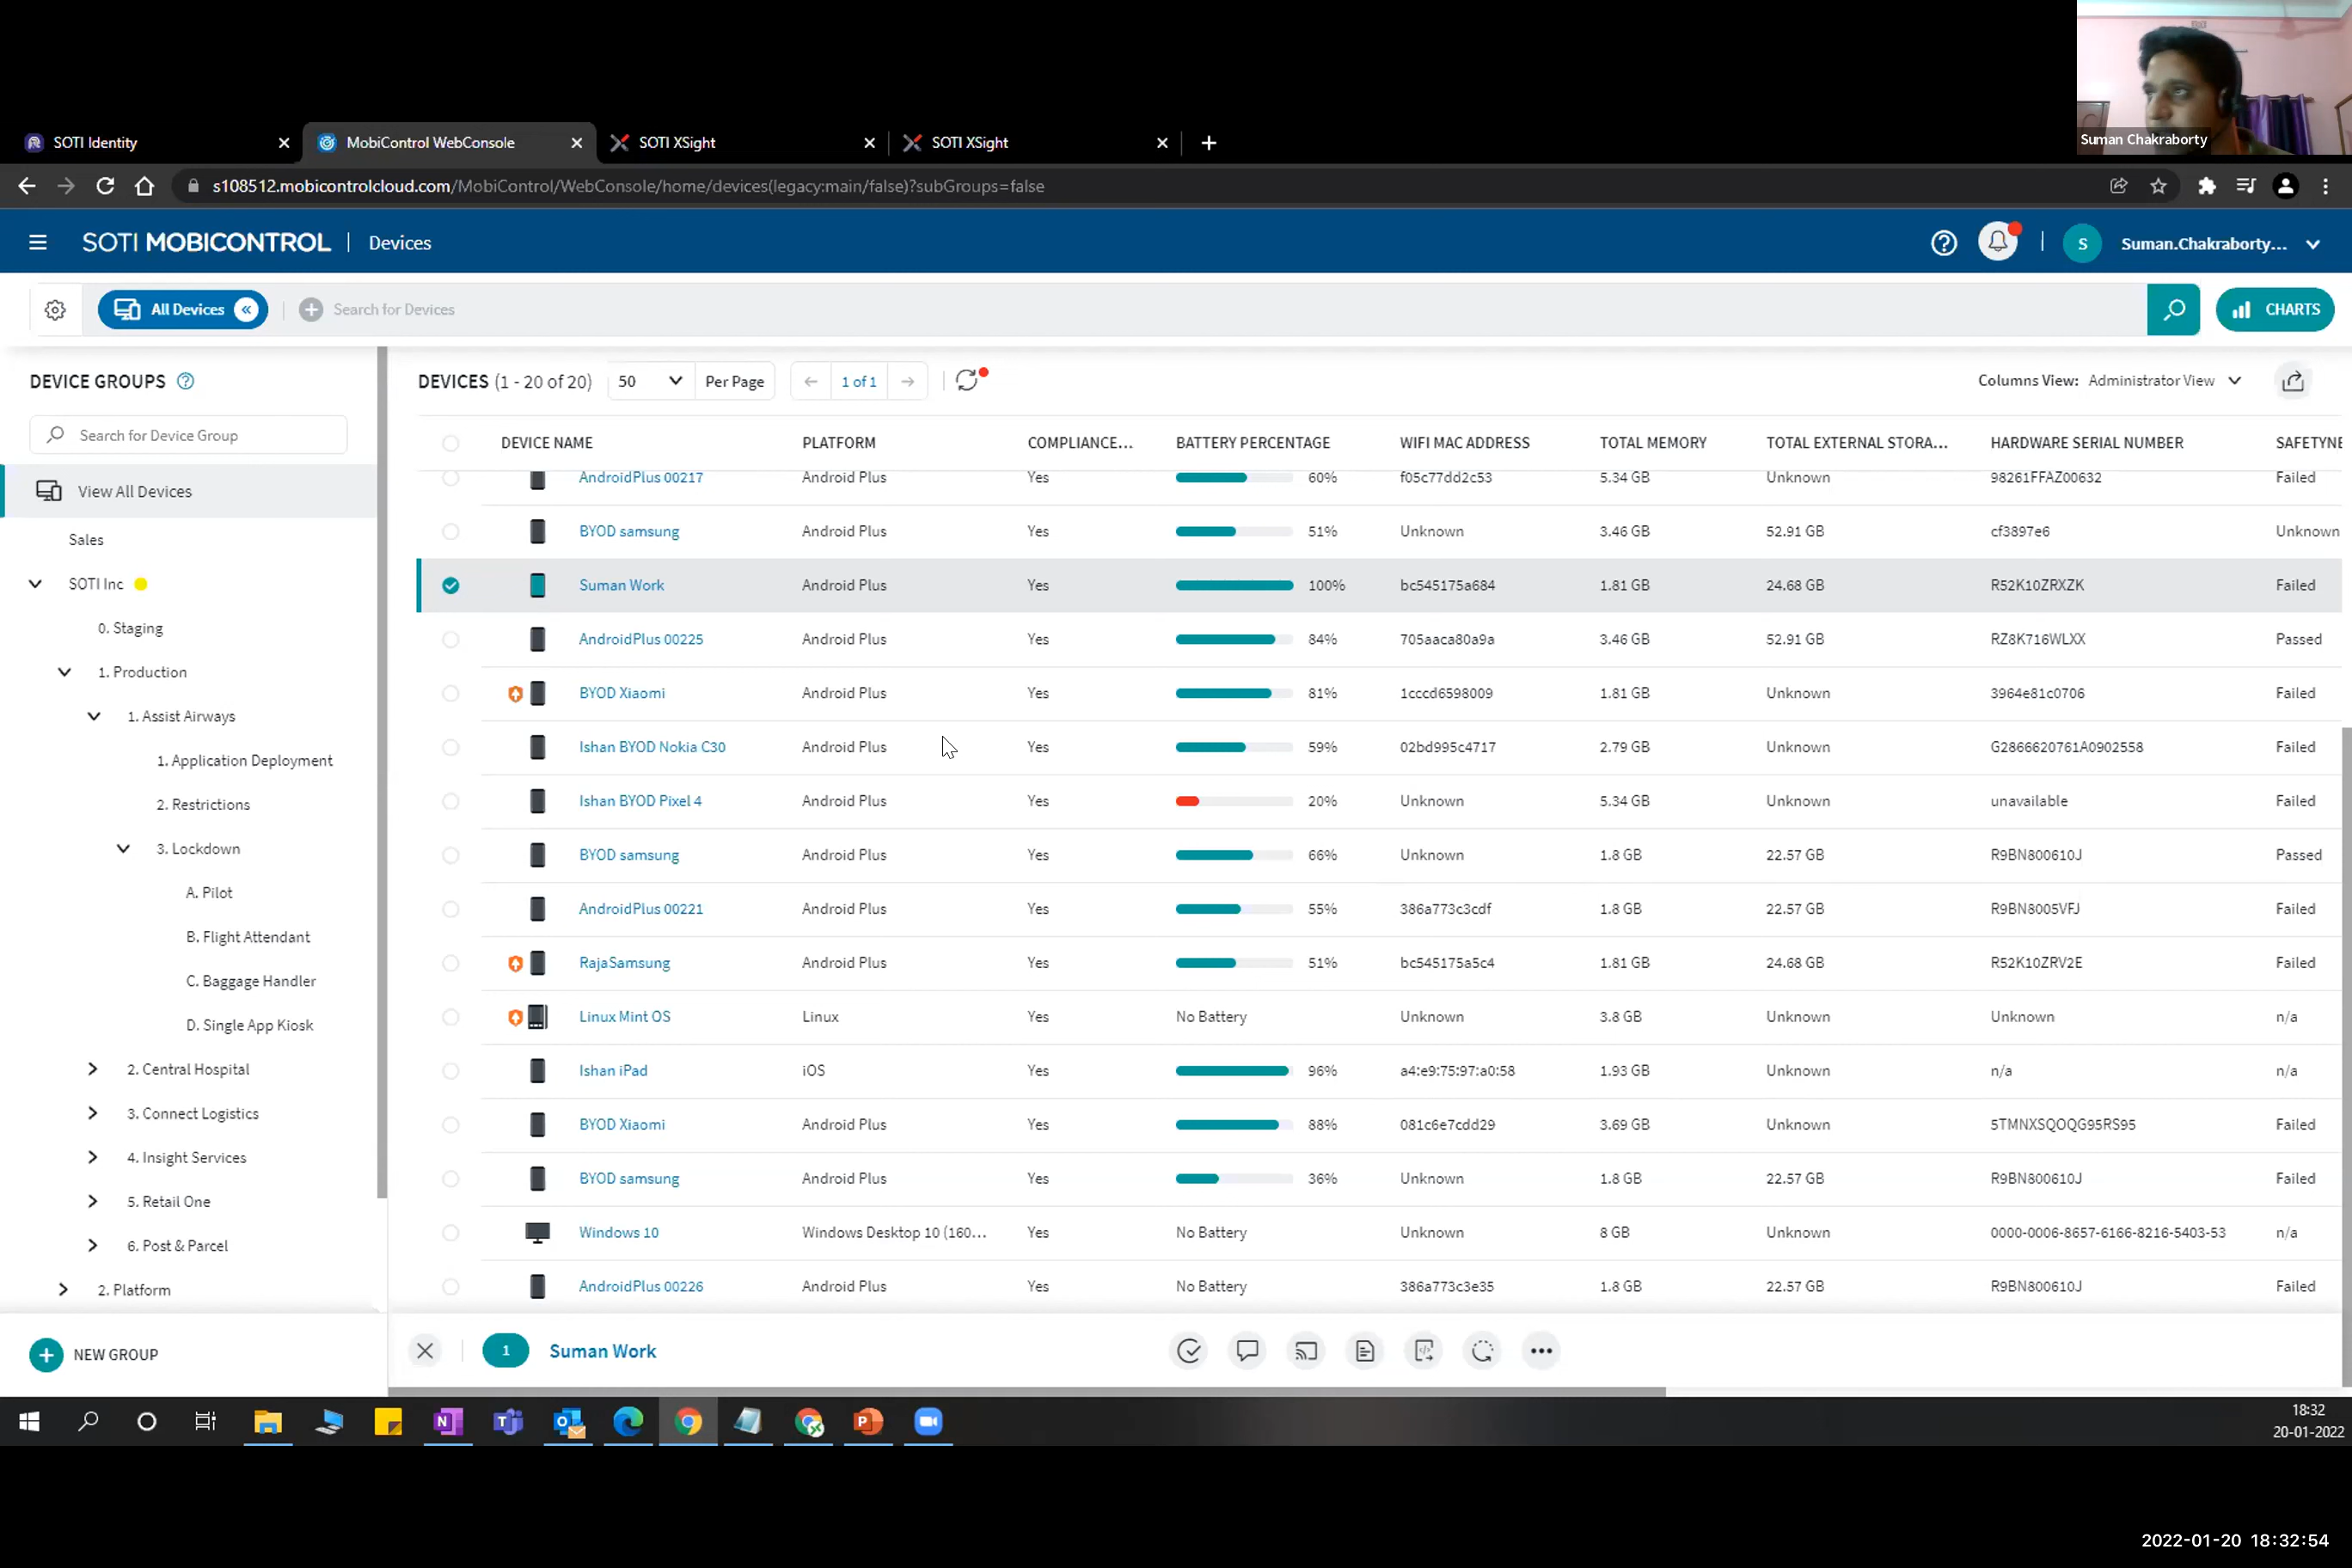 Suman Chakraborty
SOTI Identity
MobiControl WebConsole
SOTI XSight
SOTI XSight
s108512.mobicontrolcloud.com/MobiControl/WebConsole/home/devices(legacy:main/false)?subGroups=false
SOTI MOBICONTROL | Devices
S Suman.Chakraborty...
All Devices
Search for Devices
CHARTS
DEVICE GROUPS
Search for Device Group
View All Devices
Sales
SOTI Inc
0. Staging
1. Production
1. Assist Airways
1. Application Deployment
2. Restrictions
3. Lockdown
A. Pilot
B. Flight Attendant
C. Baggage Handler
D. Single App Kiosk
2. Central Hospital
3. Connect Logistics
4. Insight Services
5. Retail One
6. Post & Parcel
2. Platform
NEW GROUP
DEVICES (1 - 20 of 20) 50 Per Page 1 of 1 Columns View: Administrator View
DEVICE NAME PLATFORM COMPLIANCE... BATTERY PERCENTAGE WIFI MAC ADDRESS TOTAL MEMORY TOTAL EXTERNAL STORA... HARDWARE SERIAL NUMBER SAFETYNE
AndroidPlus 00217 Android Plus Yes 60% f05c77dd2c53 5.34 GB Unknown 98261FFAZ00632 Failed
BYOD samsung Android Plus Yes 51% Unknown 3.46 GB 52.91 GB cf3897e6 Unknown
Suman Work Android Plus Yes 100% bc545175a684 1.81 GB 24.68 GB R52K10ZRXZK Failed
AndroidPlus 00225 Android Plus Yes 84% 705aaca80a9a 3.46 GB 52.91 GB RZ8K716WLXX Passed
BYOD Xiaomi Android Plus Yes 81% 1cccd6598009 1.81 GB Unknown 3964e81c0706 Failed
Ishan BYOD Nokia C30 Android Plus Yes 59% 02bd995c4717 2.79 GB Unknown G2866620761A0902558 Failed
Ishan BYOD Pixel 4 Android Plus Yes 20% Unknown 5.34 GB Unknown unavailable Failed
BYOD samsung Android Plus Yes 66% Unknown 1.8 GB 22.57 GB R9BN800610J Passed
AndroidPlus 00221 Android Plus Yes 55% 386a773c3cdf 1.8 GB 22.57 GB R9BN8005VFJ Failed
RajaSamsung Android Plus Yes 51% bc545175a5c4 1.81 GB 24.68 GB R52K10ZRV2E Failed
Linux Mint OS Linux Yes No Battery Unknown 3.8 GB Unknown Unknown n/a
Ishan iPad iOS Yes 96% a4:e9:75:97:a0:58 1.93 GB Unknown n/a n/a
BYOD Xiaomi Android Plus Yes 88% 081c6e7cdd29 3.69 GB Unknown 5TMNXSQOQG95RS95 Failed
BYOD samsung Android Plus Yes 36% Unknown 1.8 GB 22.57 GB R9BN800610J Failed
Windows 10 Windows Desktop 10 (160... Yes No Battery Unknown 8 GB Unknown 0000-0006-8657-6166-8216-5403-53 n/a
AndroidPlus 00226 Android Plus Yes No Battery 386a773c3e35 1.8 GB 22.57 GB R9BN800610J Failed
1 Suman Work
18:32
20-01-2022
2022-01-20 18:32:54